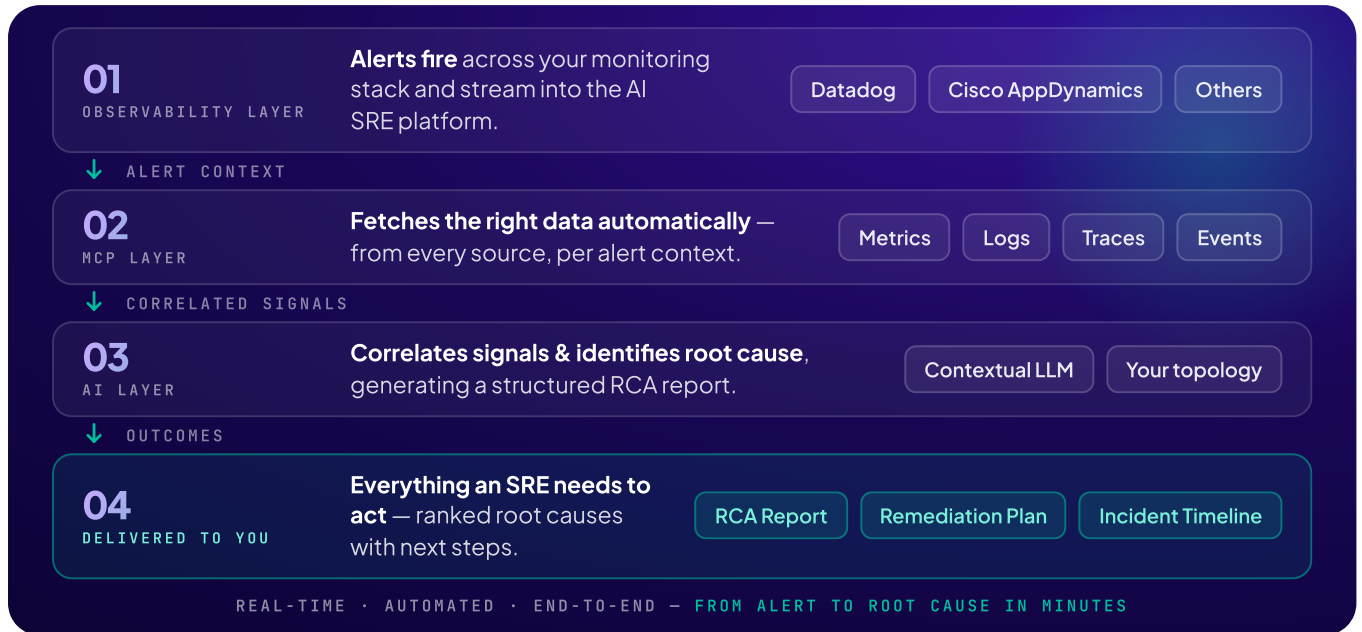 01
OBSERVABILITY LAYER
Alerts fire across your monitoring
stack and stream into the AI
SRE platform.
Datadog
Cisco AppDynamics
Others
↓ ALERT CONTEXT
02
MCP LAYER
Fetches the right data automatically —
from every source, per alert context.
Metrics
Logs
Traces
Events
↓ CORRELATED SIGNALS
03
AI LAYER
Correlates signals & identifies root cause,
generating a structured RCA report.
Contextual LLM
Your topology
↓ OUTCOMES
04
DELIVERED TO YOU
Everything an SRE needs to
act — ranked root causes
with next steps.
RCA Report
Remediation Plan
Incident Timeline
REAL-TIME · AUTOMATED · END-TO-END — FROM ALERT TO ROOT CAUSE IN MINUTES